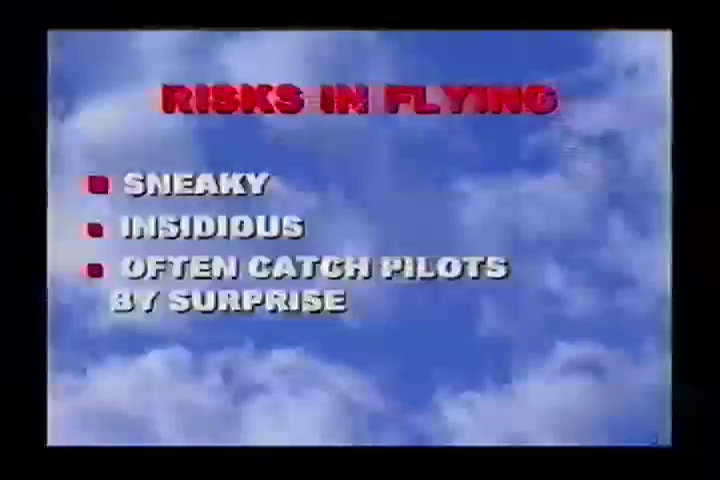 RISKS IN FLYING
SNEAKY
INSIDIOUS
OFTEN CATCH PILOTS
BY SURPRISE